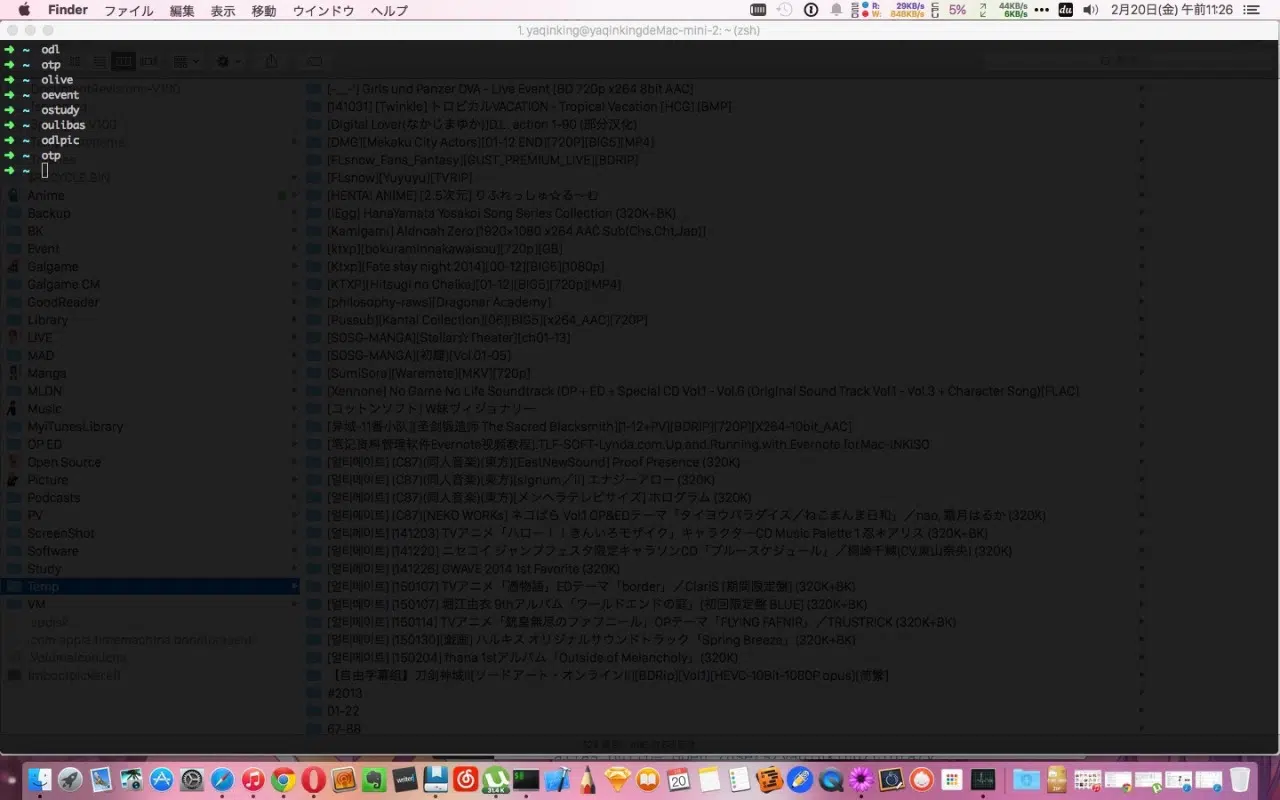 Finder ファイル 編集 表示 移動 ウインドウ ヘルプ
R: 29KB/s
W: 848KB/s
5%
44KB/s
6KB/s
2月20日(金) 午前11:26
1. yaqinking@yaqinkingdeMac-mini-2: ~ (zsh)
➜ ~ odl
➜ ~ otp
➜ ~ olive
➜ ~ oevent
➜ ~ ostudy
➜ ~ oulibas
➜ ~ odlpic
➜ ~ otp
➜ ~
Anime
Backup
BK
Event
Galgame
Galgame CM
GoodReader
Library
LIVE
MAD
Manga
MLDN
Music
MyiTunesLibrary
OP ED
Open Source
Picture
Podcasts
PV
ScreenShot
Software
Study
Temp
VM
[-__-'] Girls und Panzer OVA - Live Event (BD 720p x264 8bit AAC)
[141031] [Twinkle] トロピカルVACATION - Tropical Vacation [HCG] (BMP)
[Digital Lover(なかじまゆか)]D.L. action 1-90 (部分汉化)
[DMG][Mekaku City Actors][01-12 END][720P][BIG5][MP4]
[FLsnow_Fans_Fantasy][GUST_PREMIUM_LIVE][BDRIP]
[FLsnow][Yuyuyu][TVRIP]
[HENTAI ANIME] [2.5次元] りふれっしゅ☆る～む
[iEgg] HanaYamata Yosakoi Song Series Collection (320K+BK)
[Kamigami] Aldnoah Zero [1920×1080 x264 AAC Sub(Chs,Cht,Jap)]
[ktxp][bokuraminnakawaisou][720p][GB]
[Ktxp][Fate stay night 2014][00-12][BIG5][1080p]
[KTXP][Hitsugi no Chaika][01-12][BIG5][720p][MP4]
[philosophy-raws][Dragonar Academy]
[Pussub][Kantai Collection][06][BIG5][x264_AAC][720P]
[SOSG-MANGA][Stellar☆Theater][ch01-13]
[SumiSora][Waremete][MKV][720p]
[Xennone] No Game No Life Soundtrack (OP + ED + Special CD Vol.1 - Vol.6 (Original Sound Track Vol.1 - Vol.3 + Character Song)[FLAC]
[コットンソフト] W妹ヴィジョナリー
[异域-11番小队][圣剑锻造师 The Sacred Blacksmith][1-12+PV][BDRIP][720P][X264-10bit_AAC]
[笔记资料管理软件Evernote视频教程].TLF-SOFT-Lynda.com.Up.and.Running.with.Evernote.for.Mac-iNKiSO
[얼티메이트] (C87)(同人音楽)(東方)[EastNewSound] Proof Presence (320K)
[얼티메이트] (C87)(同人音楽)(東方)[signum／ii] エナジーアロー (320K)
[얼티메이트] (C87)(同人音楽)(東方)[メンヘラテレビサイズ] ホログラム (320K)
[얼티메이트] [C87][NEKO WORKs] ネコぱら Vol.1 OP&EDテーマ「タイヨウパラダイス／ねこまんま日和」／nao, 霜月はるか (320K)
[얼티메이트] [141203] TVアニメ「ハロー！！きんいろモザイク」キャラクターCD Music Palette 1 忍＊アリス (320K+BK)
[얼티메이트] [141220] ニセコイ ジャンプフェスタ限定キャラソンCD「ブルースケジュール」／桐崎千棘(CV.東山奈央) (320K)
[얼티메이트] [141226] GWAVE 2014 1st Favorite (320K)
[얼티메이트] [150107] TVアニメ「憑物語」EDテーマ「border」／ClariS [期間限定盤] (320K+BK)
[얼티메이트] [150107] 堀江由衣 9thアルバム「ワールドエンドの庭」[初回限定盤 BLUE] (320K+BK)
[얼티메이트] [150114] TVアニメ「銃皇無尽のファフニール」OPテーマ「FLYING FAFNIR」／TRUSTRICK (320K+BK)
[얼티메이트] [150130][戯画] ハルキス オリジナルサウンドトラック「Spring Breeze」(320K+BK)
[얼티메이트] [150204] fhana 1stアルバム「Outside of Melancholy」(320K)
【自由字幕组】刀剑神域II[ソードアート・オンラインII][BDRip][Vol.1][HEVC-10Bit-1080P opus][简繁]
#2013
01-22
67-88